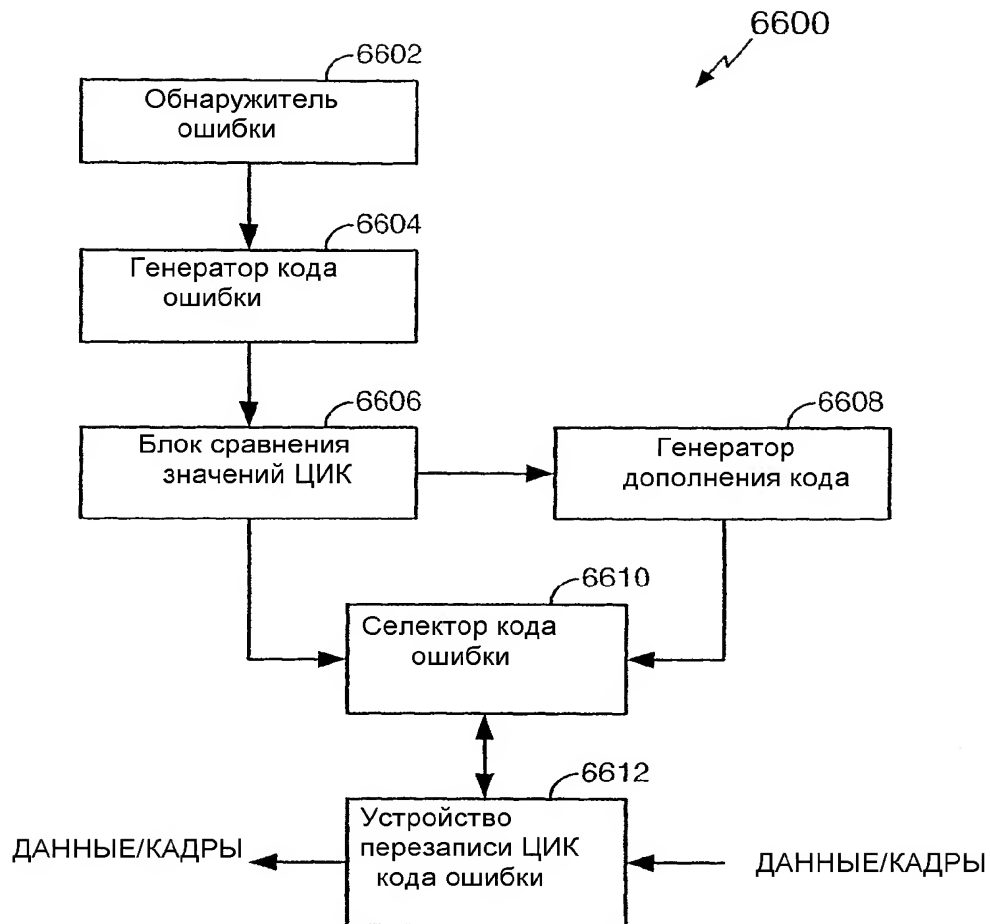 6600
6602
Обнаружитель
ошибки
6604
Генератор кода
ошибки
6606
Блок сравнения
значений ЦИК
6608
Генератор
дополнения кода
6610
Селектор кода
ошибки
6612
Устройство
перезаписи ЦИК
кода ошибки
ДАННЫЕ/КАДРЫ
ДАННЫЕ/КАДРЫ